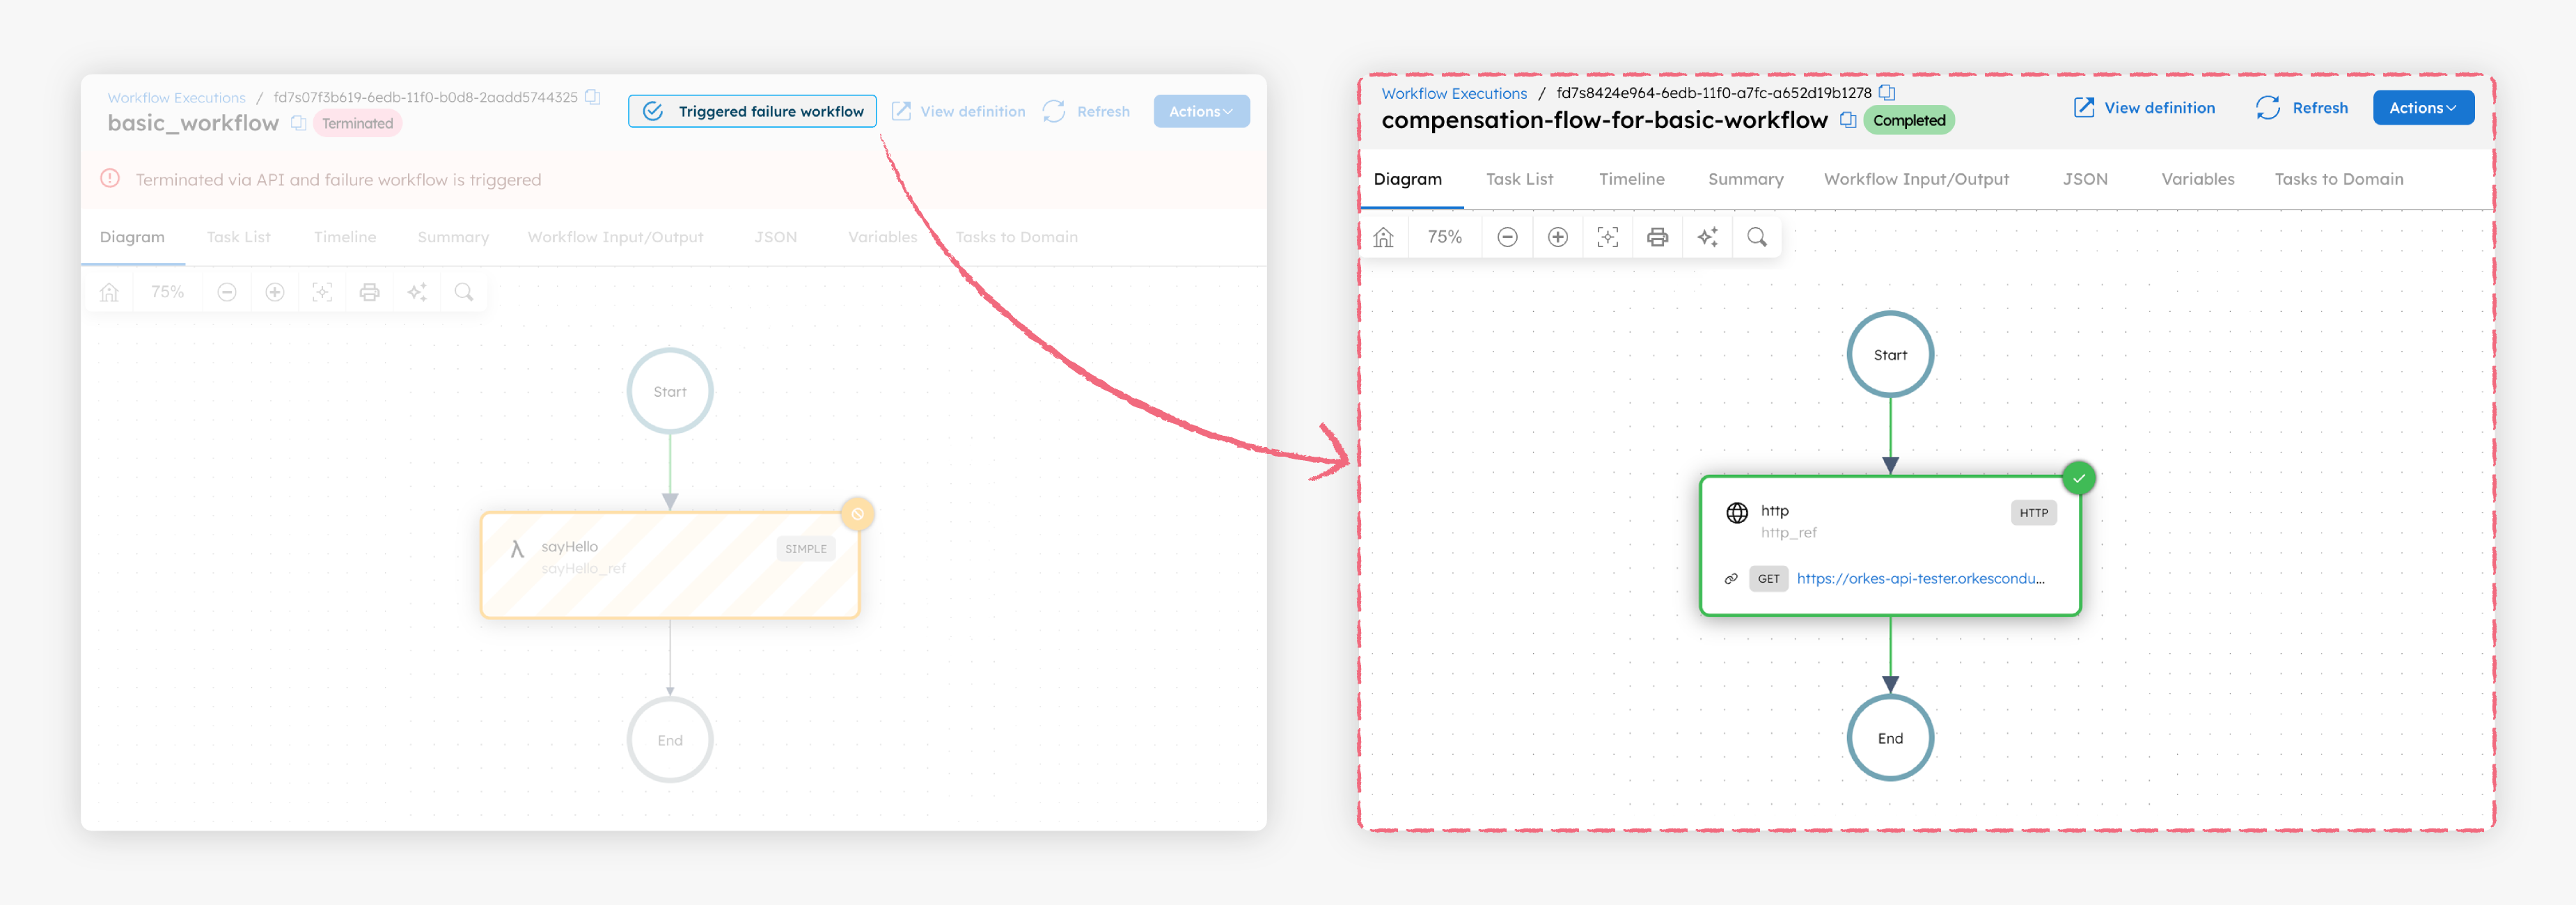 Workflow Executions / fd7s07f3b619-6edb-11f0-b0d8-2aadd5744325
basic_workflow Terminated
Triggered failure workflow View definition Refresh Actions
Terminated via API and failure workflow is triggered
Diagram Task List Timeline Summary Workflow Input/Output JSON Variables Tasks to Domain
75%
Start
sayHello SIMPLE
sayHello_ref
End
Workflow Executions / fd7s8424e964-6edb-11f0-a7fc-a652d19b1278
compensation-flow-for-basic-workflow Completed
View definition Refresh Actions
Diagram Task List Timeline Summary Workflow Input/Output JSON Variables Tasks to Domain
75%
Start
http HTTP
http_ref
GET https://orkes-api-tester.orkescondu...
End